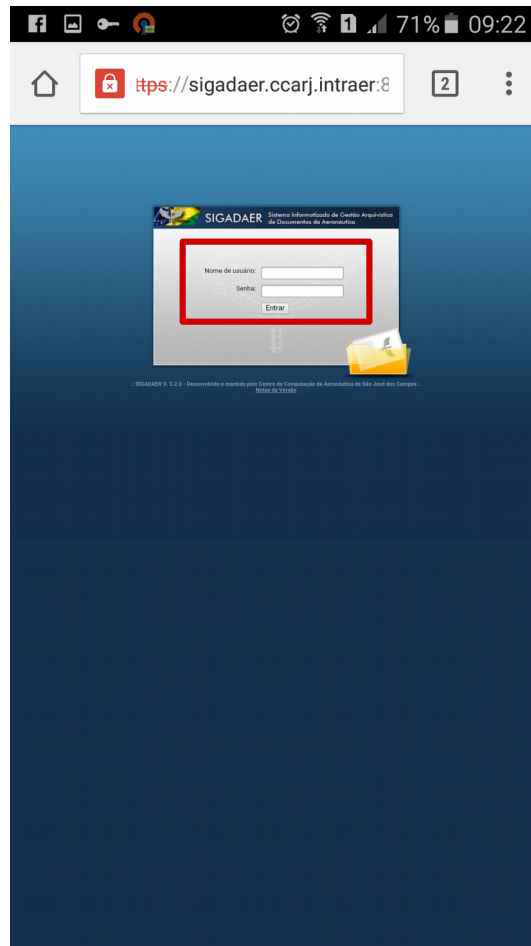 1 71% 09:22
ttps://sigadaer.ccarj.intraer:8
2
SIGADAER Sistema Informatizado de Gestão Arquivística
de Documentos da Aeronáutica
Nome de usuário:
Senha:
Entrar
.: SIGADAER V. 5.2.0 - Desenvolvido e mantido pelo Centro de Computação da Aeronáutica de São José dos Campos :.
Notas da Versão